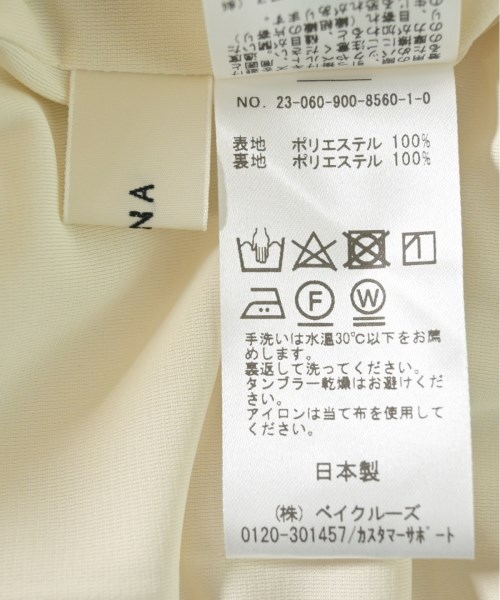 NO. 23-060-900-8560-1-0
表地 ポリエステル 100%
裏地 ポリエステル 100%
F
W
手洗いは水温30℃以下をお薦
めします。
裏返して洗ってください。
タンブラー乾燥はお避けくだ
さい。
アイロンは当て布を使用して
ください。
日本製
(株) ベイクルーズ
0120-301457/カスタマーサポート
NA